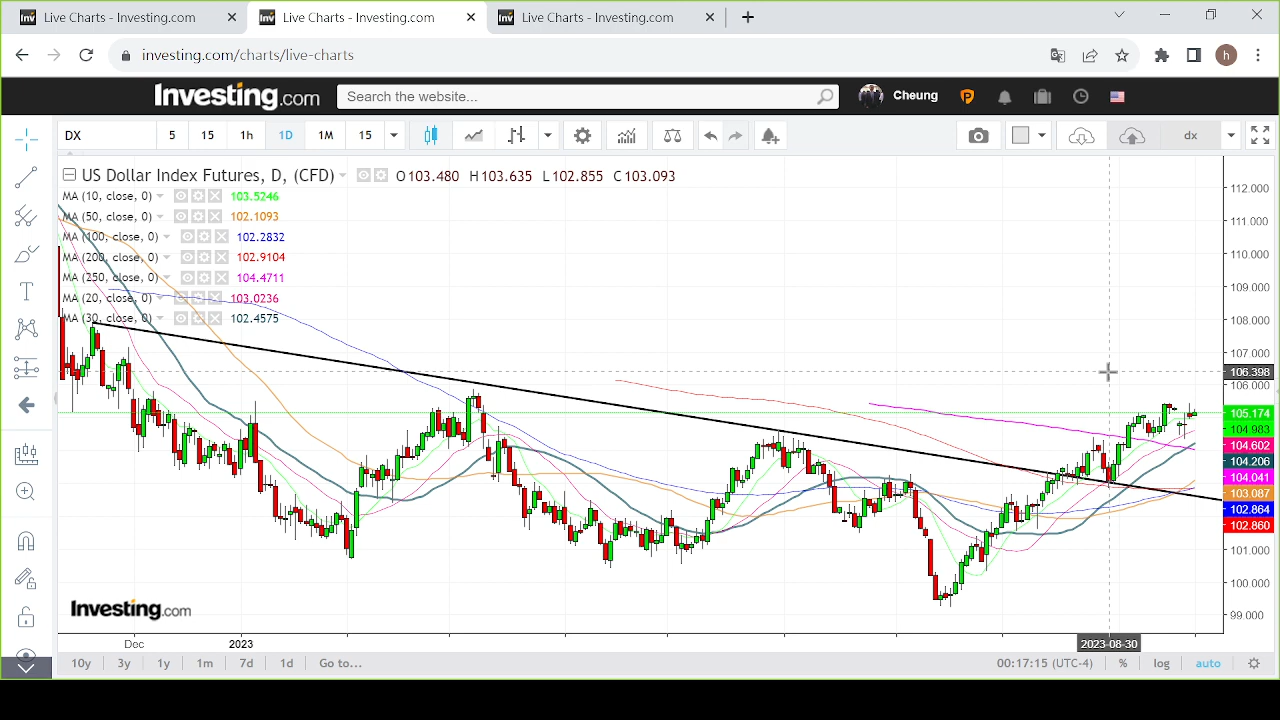 Live Charts - Investing.com
Live Charts - Investing.com
Live Charts - Investing.com
investing.com/charts/live-charts
h
Investing.com
Search the website...
Cheung
P
DX
5
15
1h
1D
1M
15
dx
US Dollar Index Futures, D, (CFD)
O103.480 H103.635 L102.855 C103.093
MA (10, close, 0) 103.5246
MA (50, close, 0) 102.1093
MA (100, close, 0) 102.2832
MA (200, close, 0) 102.9104
MA (250, close, 0) 104.4711
MA (20, close, 0) 103.0236
MA (30, close, 0) 102.4575
112.000
111.000
110.000
109.000
108.000
107.000
106.398
106.000
105.174
104.983
104.602
104.206
104.041
103.087
102.864
102.860
101.000
100.000
99.000
Investing.com
Dec
2023
2023-08-30
10y
3y
1y
1m
7d
1d
Go to...
00:17:15 (UTC-4)
%
log
auto